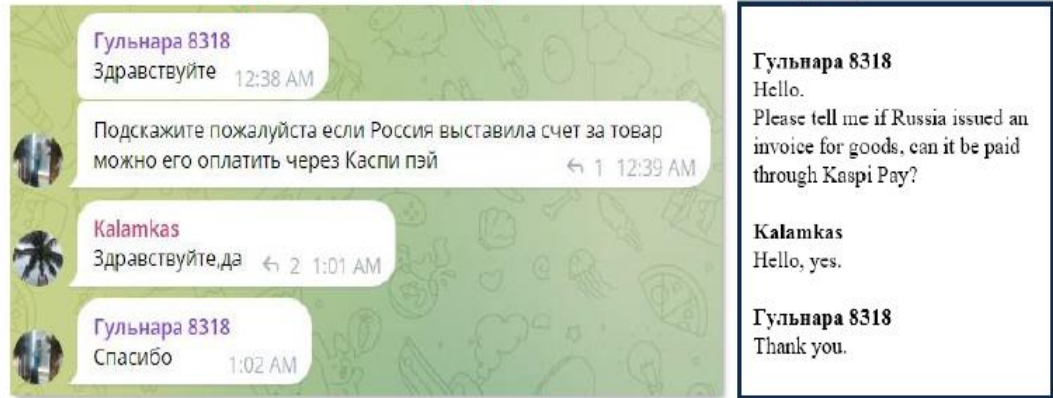 Гульнара 8318
Здравствуйте 12:38 AM
Подскажите пожалуйста если Россия выставила счет за товар
можно его оплатить через Каспи пэй 1 12:39 AM
Kalamkas
Здравствуйте,да 2 1:01 AM
Гульнара 8318
Спасибо 1:02 AM
Гульнара 8318
Hello.
Please tell me if Russia issued an
invoice for goods, can it be paid
through Kaspi Pay?
Kalamkas
Hello, yes.
Гульнара 8318
Thank you.